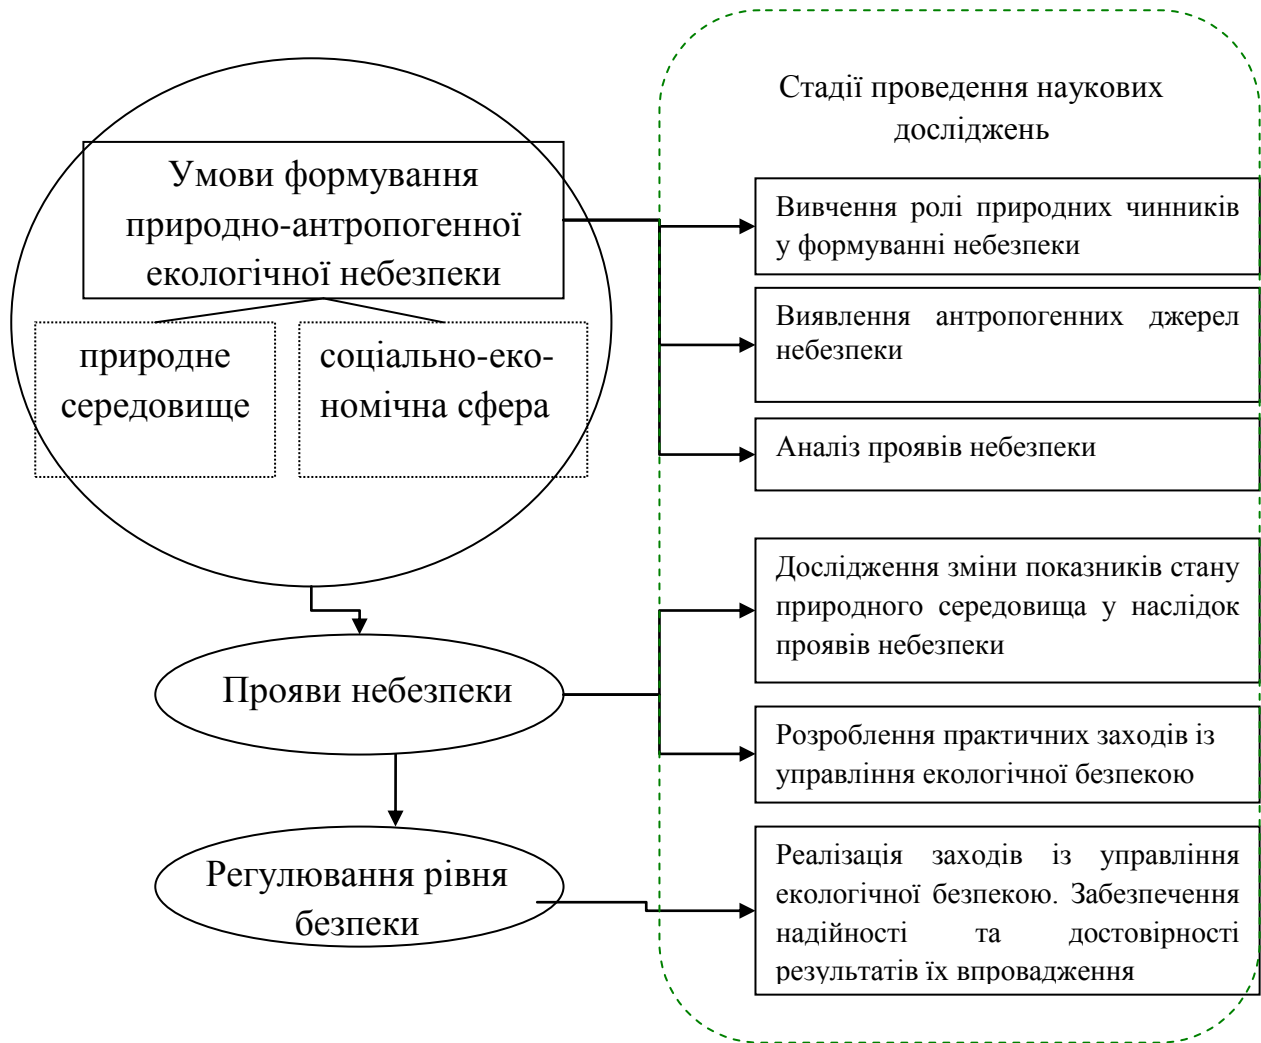 Стадії проведення наукових
досліджень
Умови формування
природно-антропогенної
екологічної небезпеки
природне
середовище
соціально-еко-
номічна сфера
Вивчення ролі природних чинників
у формуванні небезпеки
Виявлення антропогенних джерел
небезпеки
Аналіз проявів небезпеки
Дослідження зміни показників стану
природного середовища у наслідок
проявів небезпеки
Прояви небезпеки
Розроблення практичних заходів із
управління екологічної безпекою
Регулювання рівня
безпеки
Реалізація заходів із управління
екологічної безпекою. Забезпечення
надійності та достовірності
результатів їх впровадження